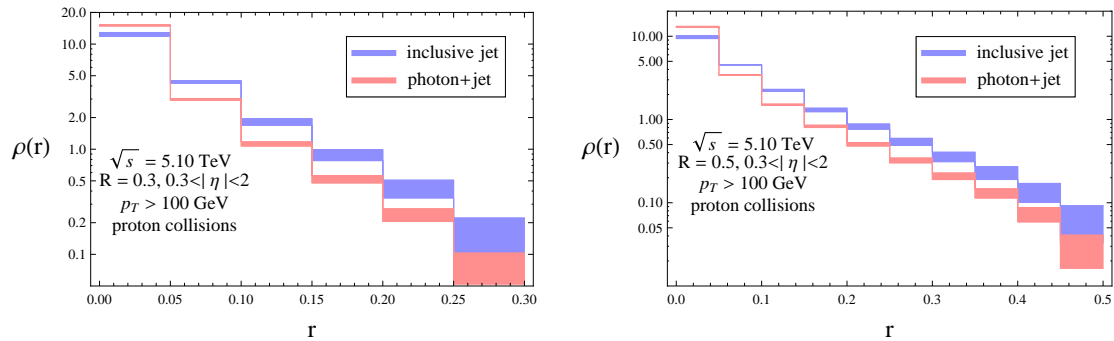 20.0
10.0
5.0
2.0
1.0
0.5
0.2
0.1
ρ(r)
inclusive jet
photon+jet
√s = 5.10 TeV
R = 0.3, 0.3<| η |<2
p_T > 100 GeV
proton collisions
0.00 0.05 0.10 0.15 0.20 0.25 0.30
r
10.00
5.00
1.00
0.50
0.10
0.05
ρ(r)
inclusive jet
photon+jet
√s = 5.10 TeV
R = 0.5, 0.3<| η |<2
p_T > 100 GeV
proton collisions
0.0 0.1 0.2 0.3 0.4 0.5
r